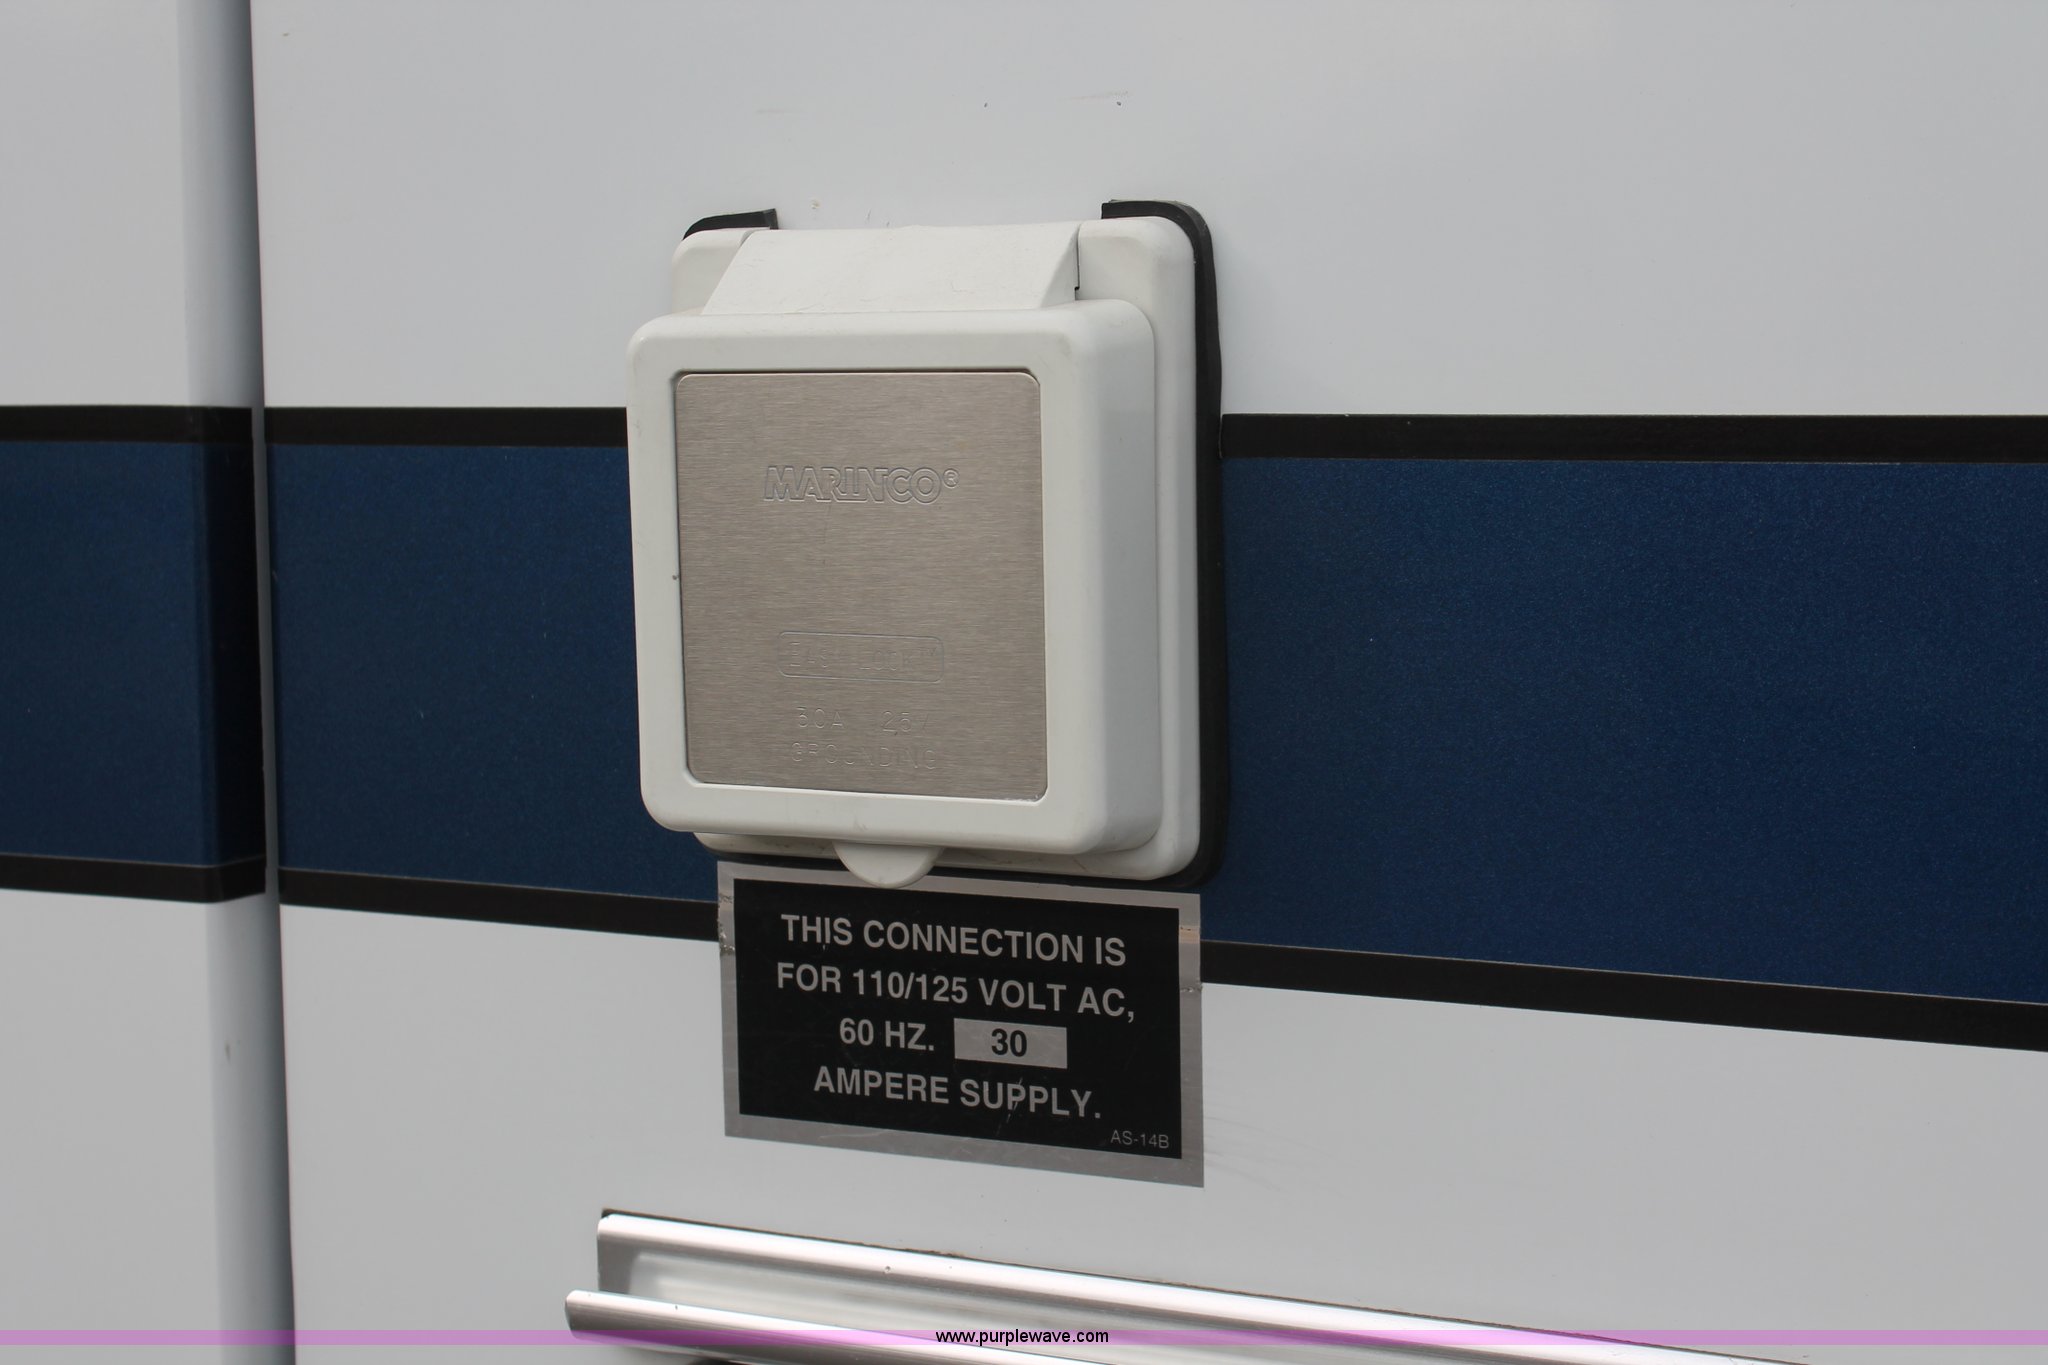 MARINCO®
EASY LOCK™
30A 125V
GROUNDING
THIS CONNECTION IS
FOR 110/125 VOLT AC,
60 HZ. 30
AMPERE SUPPLY.
AS-14B
www.purplewave.com